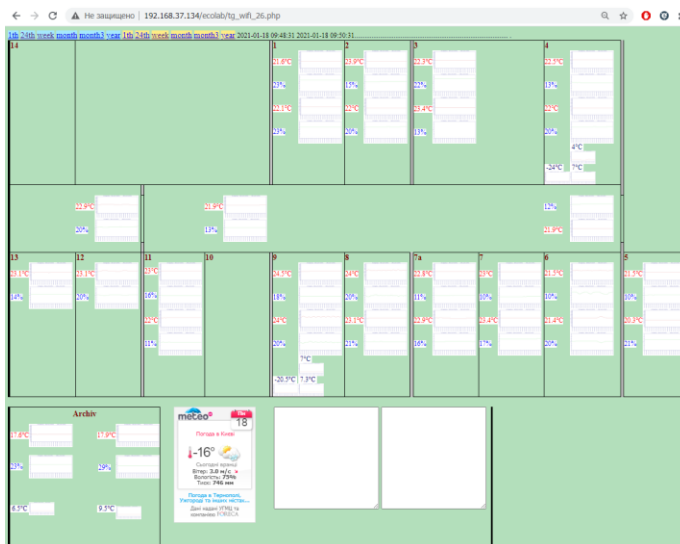 Не защищено | 192.168.37.134/ecolab/tg_wifi_26.php
1th 24th week month month3 year 1th 24th week month month3 year 2021-01-18 09:48:31 2021-01-18 09:50:31
14 1 2 3 4
21.6°C 23.9°C 22.3°C 22.5°C
23% 15% 22% 13%
22.1°C 22°C 23.4°C 22°C
23% 20% 13% 20%
4°C
-24°C 7°C
22.9°C 21.9°C 12%
20% 13% 21.9°C
13 12 11 10 9 8 7a 7 6 5
23.1°C 23.1°C 23°C 24.5°C 24°C 22.8°C 23°C 21.5°C 21.5°C
14% 20% 16% 18% 20% 11% 10% 10% 10%
22°C 24°C 23.1°C 22.9°C 23.4°C 21.4°C 20.3°C
11% 20% 21% 16% 17% 20% 21%
7°C
-20.5°C 7.3°C
Archiv
17.8°C 17.9°C
23% 29%
6.5°C 9.5°C
meteo
Пн
18
Погода в Києві
-16°
Сьогодні вранці
Вітер: 3.0 м/с
Вологість: 75%
Тиск: 746 мм
Погода в Тернополі,
Ужгороді та інших містах...
Дані надані УГМЦ та
компанією FORECA